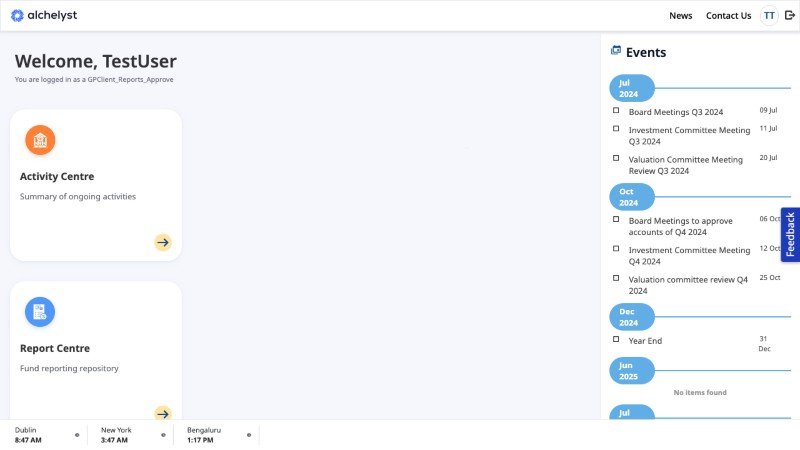 alchelyst
News
Contact Us
TT
Welcome, TestUser
You are logged in as a GPClient_Reports_Approve
Activity Centre
Summary of ongoing activities
Report Centre
Fund reporting repository
Events
Jul
2024
Board Meetings Q3 2024
09 Jul
Investment Committee Meeting
Q3 2024
11 Jul
Valuation Committee Meeting
Review Q3 2024
20 Jul
Oct
2024
Board Meetings to approve
accounts of Q4 2024
06 Oct
Investment Committee Meeting
Q4 2024
12 Oct
Valuation committee review Q4
2024
25 Oct
Dec
2024
Year End
31
Dec
Jun
2025
No items found
Jul
Feedback
Dublin
8:47 AM
New York
3:47 AM
Bengaluru
1:17 PM